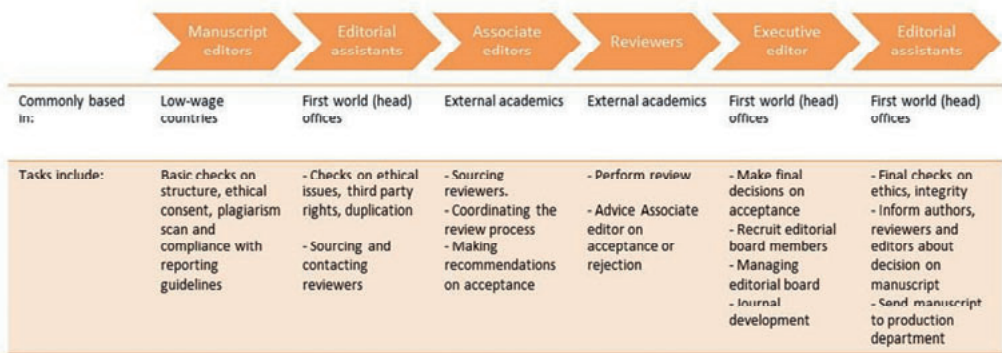 Manuscript
editors
Editorial
assistants
Associate
editors
Reviewers
Executive
editor
Editorial
assistants
Commonly based
in:
Low-wage
countries
First world (head)
offices
External academics
External academics
First world (head)
offices
First world (head)
offices
Tasks include:
Basic checks on
structure, ethical
consent, plagiarism
scan and
compliance with
reporting
guidelines
- Checks on ethical
issues, third party
rights, duplication
- Sourcing and
contacting
reviewers
- Sourcing
reviewers.
- Coordinating the
review process
- Making
recommendations
on acceptance
- Perform review
- Advice Associate
editor on
acceptance or
rejection
- Make final
decisions on
acceptance
- Recruit editorial
board members
- Managing
editorial board
- Journal
development
- Final checks on
ethics, integrity
- Inform authors,
reviewers and
editors about
decision on
manuscript
- Send manuscript
to production
department